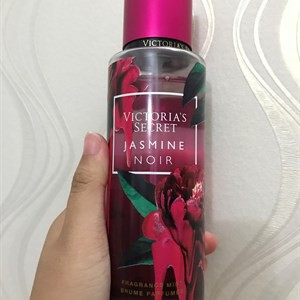 VICTORIA'S
VICTORIA'S
SECRET
JASMINE
NOIR
FRAGRANCE MIST
BRUME PARFUMÉE